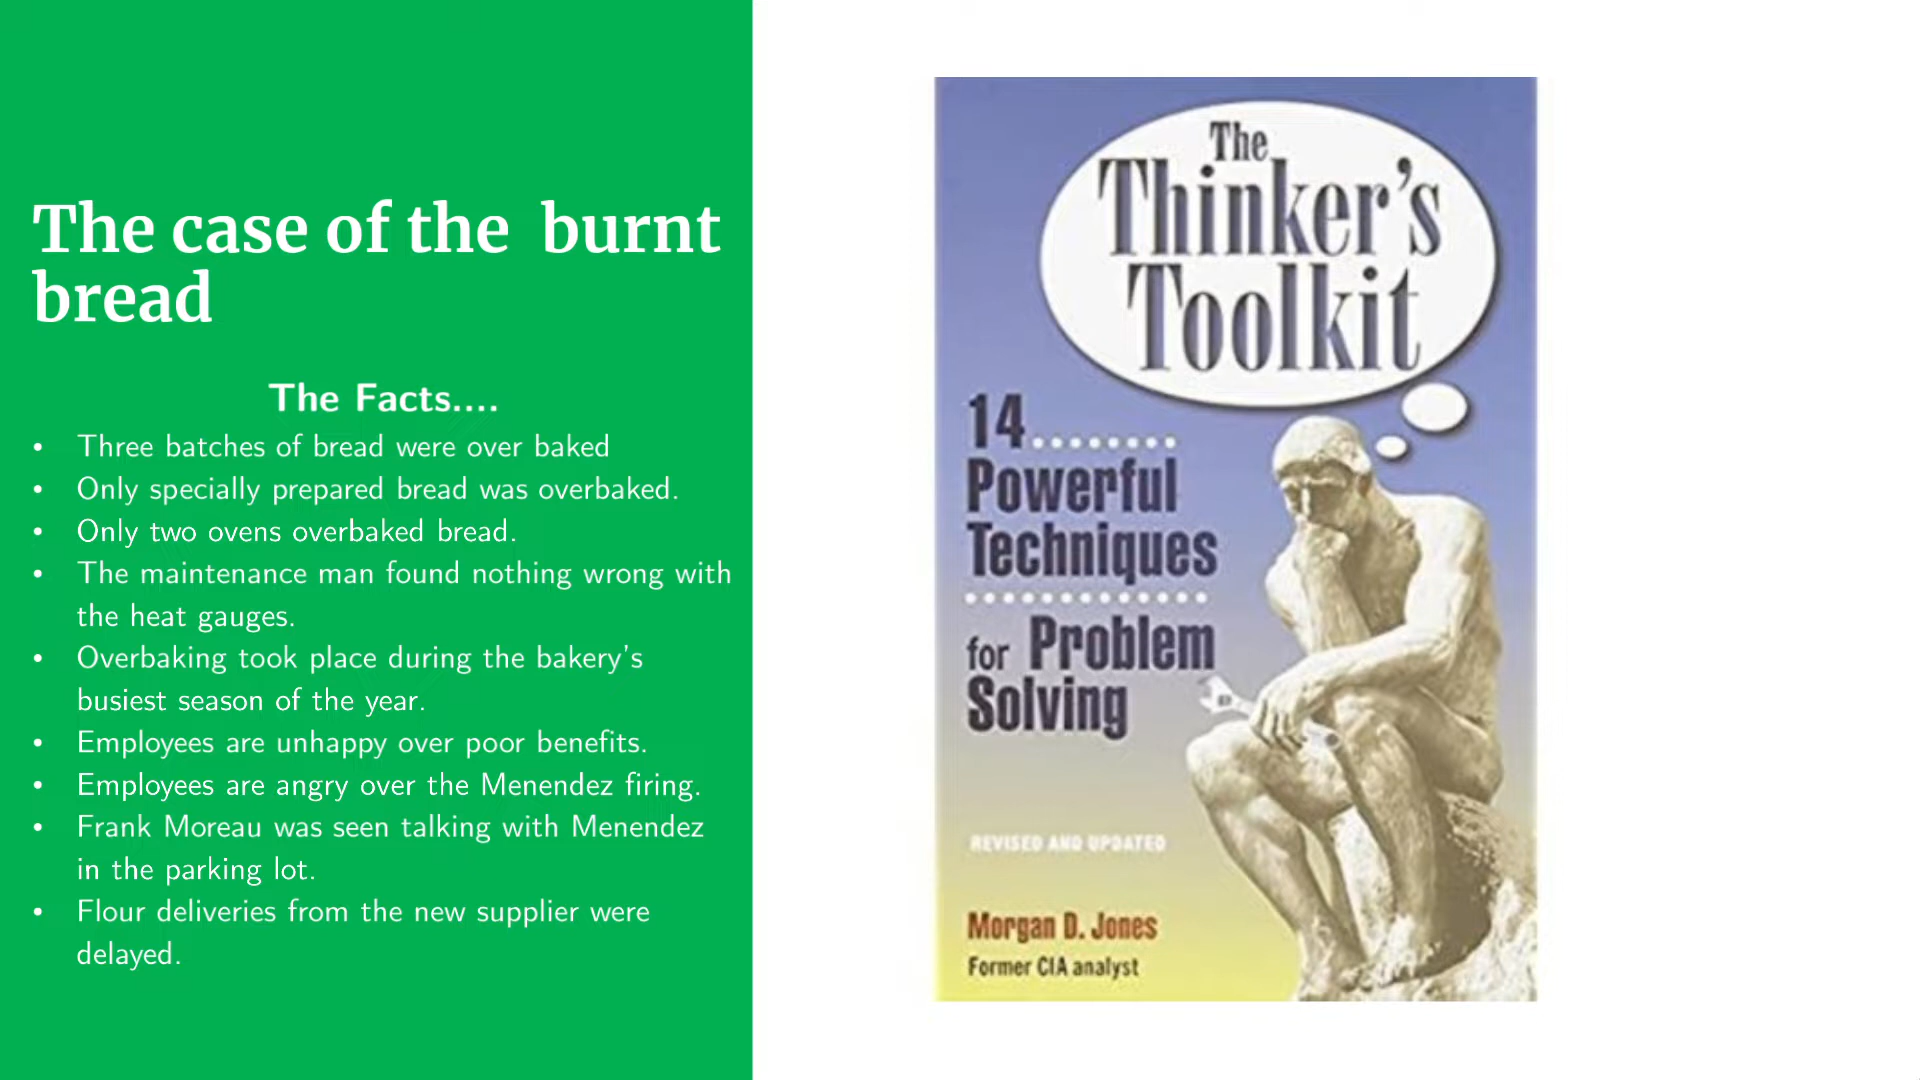 The case of the  burnt
bread
The Facts....
• Three batches of bread were over baked
• Only specially prepared bread was overbaked.
• Only two ovens overbaked bread.
• The maintenance man found nothing wrong with
the heat gauges.
• Overbaking took place during the bakery's
busiest season of the year.
• Employees are unhappy over poor benefits.
• Employees are angry over the Menendez firing.
• Frank Moreau was seen talking with Menendez
in the parking lot.
• Flour deliveries from the new supplier were
delayed.
The
Thinker's
Toolkit
14........
Powerful
Techniques
for Problem
Solving
REVISED AND UPDATED
Morgan D. Jones
Former CIA analyst